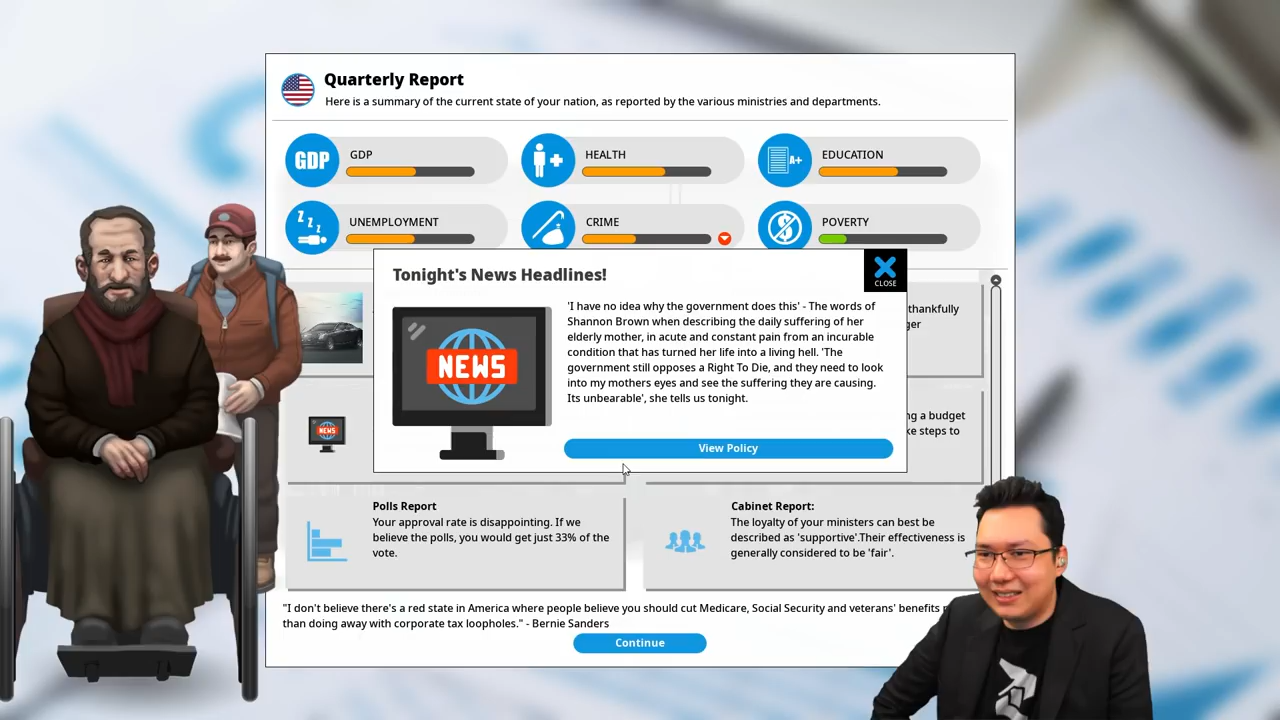 Quarterly Report
Here is a summary of the current state of your nation, as reported by the various ministries and departments.
GDP
GDP
HEALTH
A+
EDUCATION
Z Z Z
UNEMPLOYMENT
CRIME
$
POVERTY
Tonight's News Headlines!
CLOSE
NEWS
'I have no idea why the government does this' - The words of
Shannon Brown when describing the daily suffering of her
elderly mother, in acute and constant pain from an incurable
condition that has turned her life into a living hell. 'The
government still opposes a Right To Die, and they need to look
into my mothers eyes and see the suffering they are causing.
Its unbearable', she tells us tonight.
View Policy
thankfully
ger
NEWS
ng a budget
ke steps to
Polls Report
Your approval rate is disappointing. If we
believe the polls, you would get just 33% of the
vote.
Cabinet Report:
The loyalty of your ministers can best be
described as 'supportive'.Their effectiveness is
generally considered to be 'fair'.
"I don't believe there's a red state in America where people believe you should cut Medicare, Social Security and veterans' benefits
than doing away with corporate tax loopholes." - Bernie Sanders
Continue